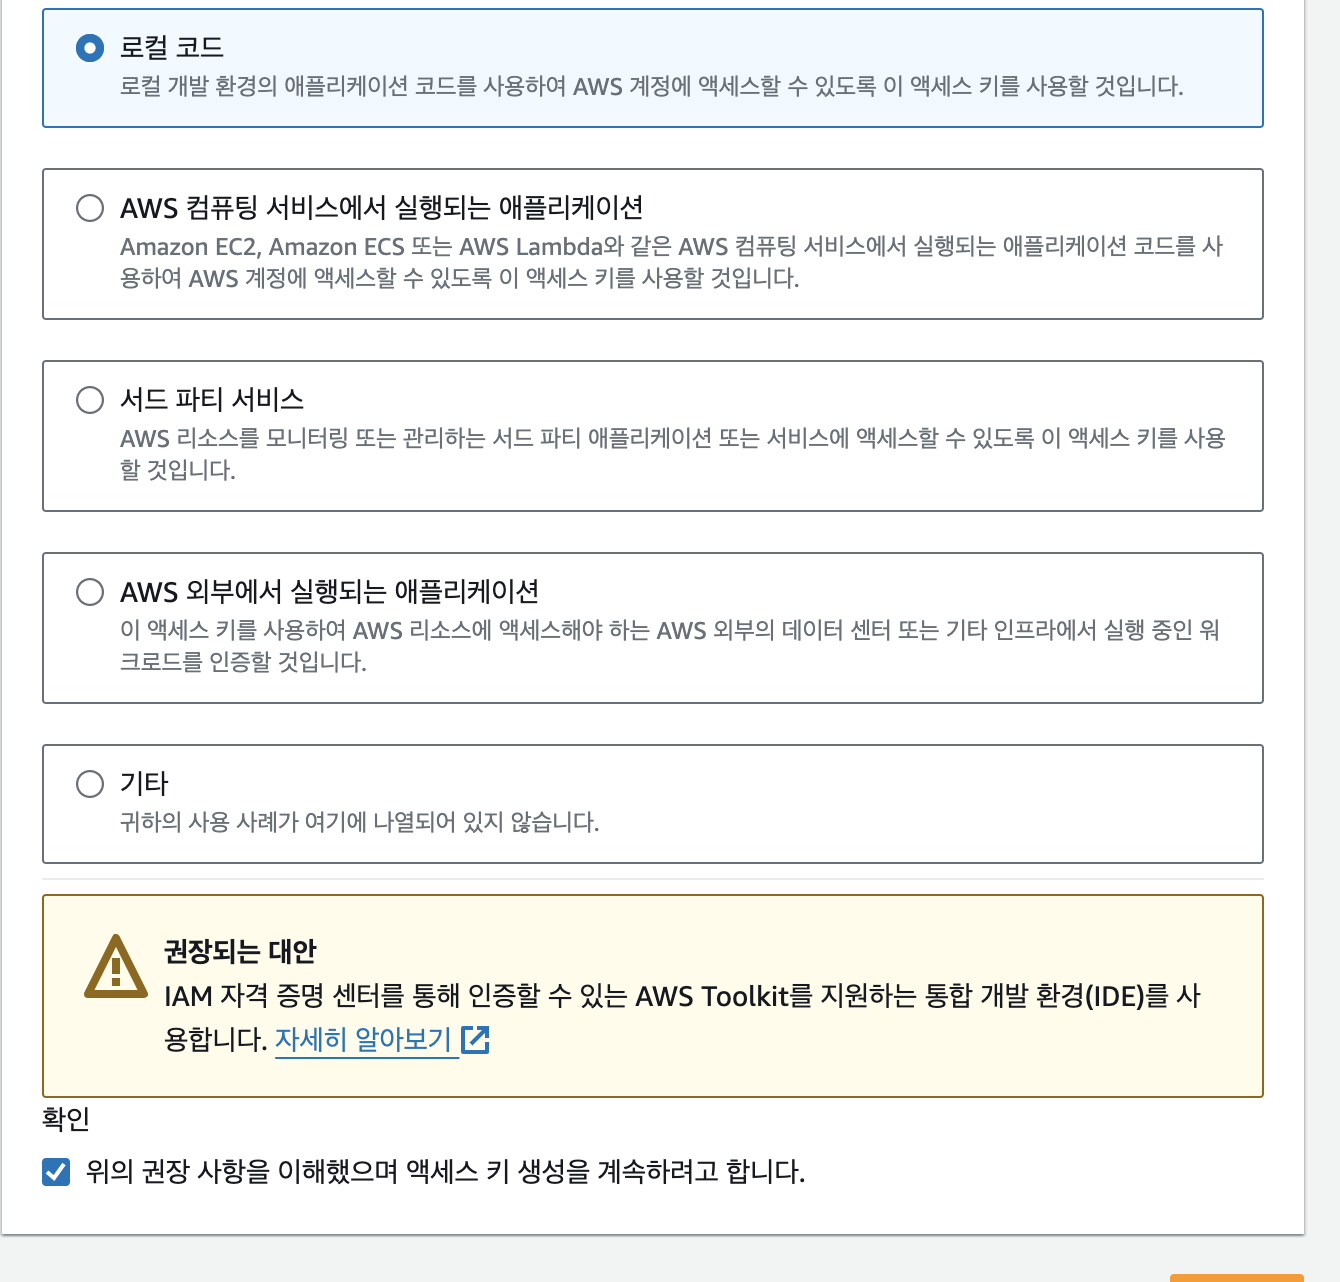 로컬 코드
로컬 개발 환경의 애플리케이션 코드를 사용하여 AWS 계정에 액세스할 수 있도록 이 액세스 키를 사용할 것입니다.
AWS 컴퓨팅 서비스에서 실행되는 애플리케이션
Amazon EC2, Amazon ECS 또는 AWS Lambda와 같은 AWS 컴퓨팅 서비스에서 실행되는 애플리케이션 코드를 사
용하여 AWS 계정에 액세스할 수 있도록 이 액세스 키를 사용할 것입니다.
서드 파티 서비스
AWS 리소스를 모니터링 또는 관리하는 서드 파티 애플리케이션 또는 서비스에 액세스할 수 있도록 이 액세스 키를 사용
할 것입니다.
AWS 외부에서 실행되는 애플리케이션
이 액세스 키를 사용하여 AWS 리소스에 액세스해야 하는 AWS 외부의 데이터 센터 또는 기타 인프라에서 실행 중인 워
크로드를 인증할 것입니다.
기타
귀하의 사용 사례가 여기에 나열되어 있지 않습니다.
권장되는 대안
IAM 자격 증명 센터를 통해 인증할 수 있는 AWS Toolkit를 지원하는 통합 개발 환경(IDE)를 사
용합니다. 자세히 알아보기
확인
위의 권장 사항을 이해했으며 액세스 키 생성을 계속하려고 합니다.